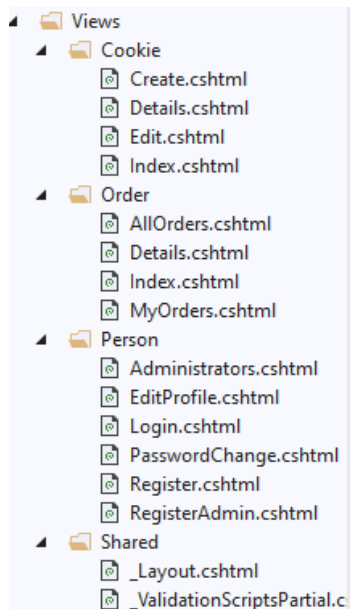 Views
Cookie
Create.cshtml
Details.cshtml
Edit.cshtml
Index.cshtml
Order
AllOrders.cshtml
Details.cshtml
Index.cshtml
MyOrders.cshtml
Person
Administrators.cshtml
EditProfile.cshtml
Login.cshtml
PasswordChange.cshtml
Register.cshtml
RegisterAdmin.cshtml
Shared
_Layout.cshtml
_ValidationScriptsPartial.c